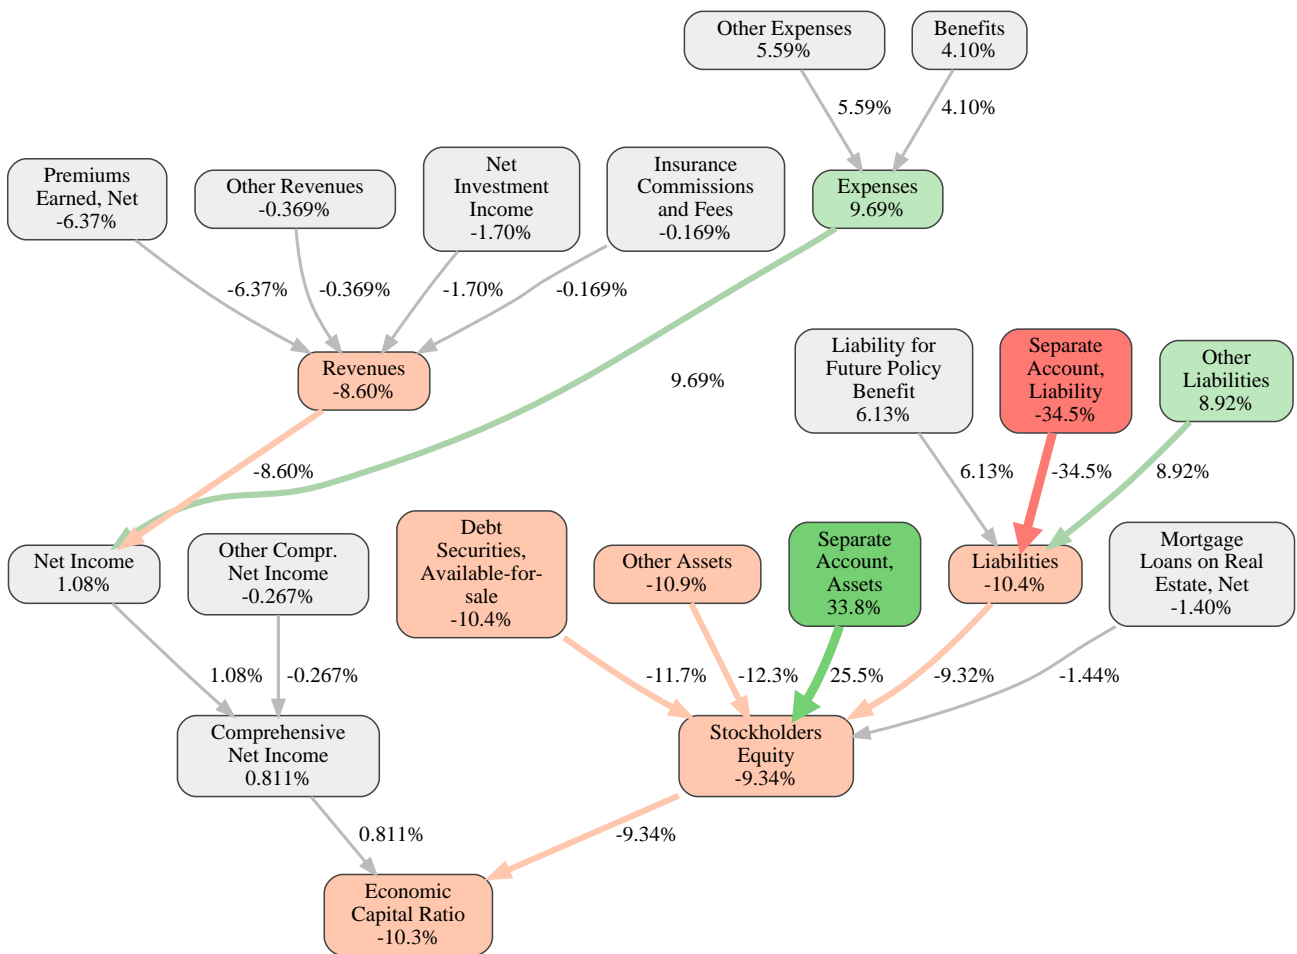 Other Expenses
5.59%
Benefits
4.10%
5.59%
4.10%
Premiums
Earned, Net
-6.37%
Other Revenues
-0.369%
Net
Investment
Income
-1.70%
Insurance
Commissions
and Fees
-0.169%
Expenses
9.69%
-6.37%
-0.369%
-1.70%
-0.169%
Revenues
-8.60%
9.69%
Liability for
Future Policy
Benefit
6.13%
Separate
Account,
Liability
-34.5%
Other
Liabilities
8.92%
-8.60%
6.13%
-34.5%
8.92%
Net Income
1.08%
Other Compr.
Net Income
-0.267%
Debt
Securities,
Available-for-
sale
-10.4%
Other Assets
-10.9%
Separate
Account,
Assets
33.8%
Liabilities
-10.4%
Mortgage
Loans on Real
Estate, Net
-1.40%
1.08%
-0.267%
-11.7%
-12.3%
25.5%
-9.32%
-1.44%
Comprehensive
Net Income
0.811%
Stockholders
Equity
-9.34%
0.811%
-9.34%
Economic
Capital Ratio
-10.3%